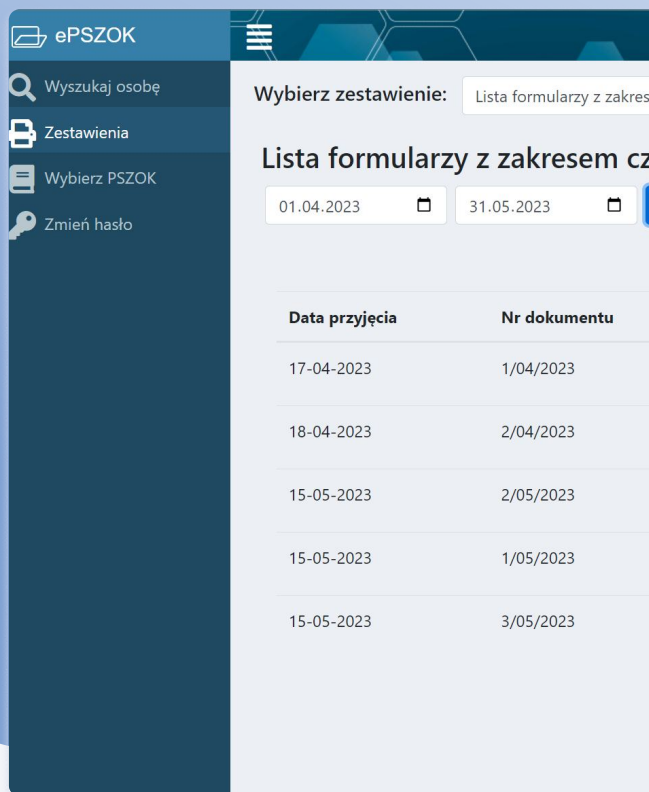 ePSZOK
Wyszukaj osobę
Zestawienia
Wybierz PSZOK
Zmień hasło
Wybierz zestawienie:
Lista formularzy z
Lista formularzy z zakresem
01.04.2023
31.05.2023
Data przyjęcia Nr dokumentu
17-04-2023 1/04/2023
18-04-2023 2/04/2023
15-05-2023 2/05/2023
15-05-2023 1/05/2023
15-05-2023 3/05/2023